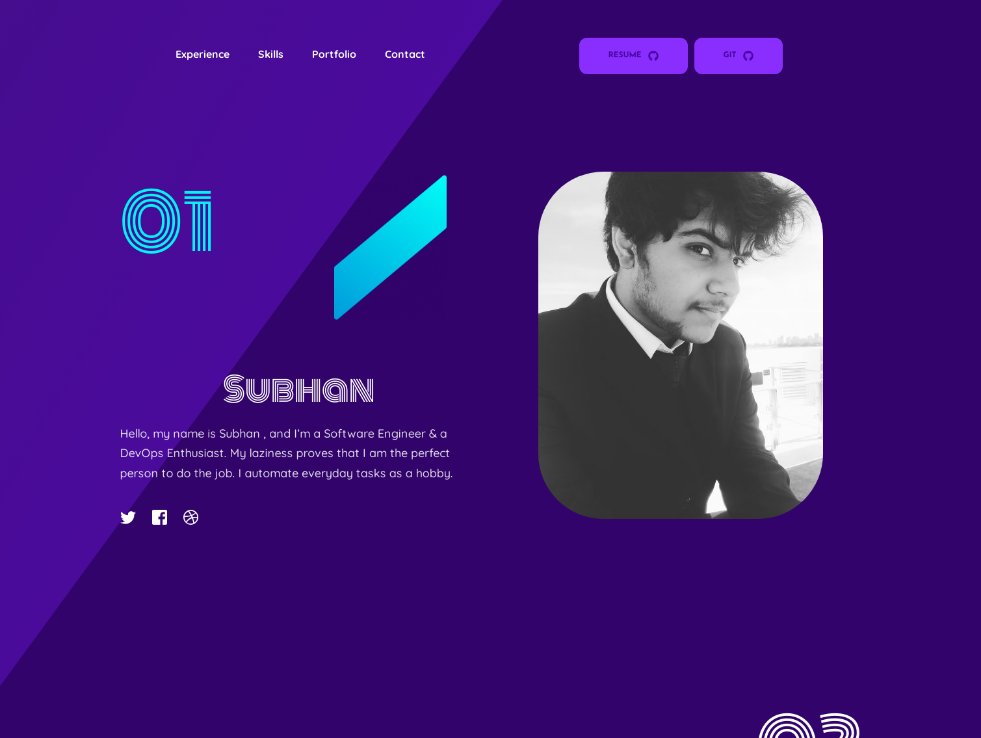 Experience Skills Portfolio Contact RESUME GIT
01
Subhan
Hello, my name is Subhan , and I'm a Software Engineer & a
DevOps Enthusiast. My laziness proves that I am the perfect
person to do the job. I automate everyday tasks as a hobby.